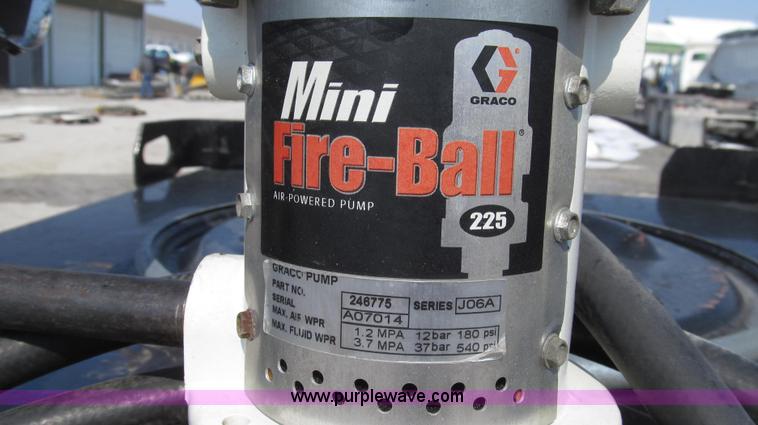 Mini
GRACO
Fire-Ball®
AIR-POWERED PUMP
225
GRACO PUMP
PART NO. 246775 SERIES J06A
SERIAL A07014
MAX. AIR WPR 1.2 MPA 12bar 180 psi
MAX. FLUID WPR 3.7 MPA 37bar 540 psi
www.purplewave.com